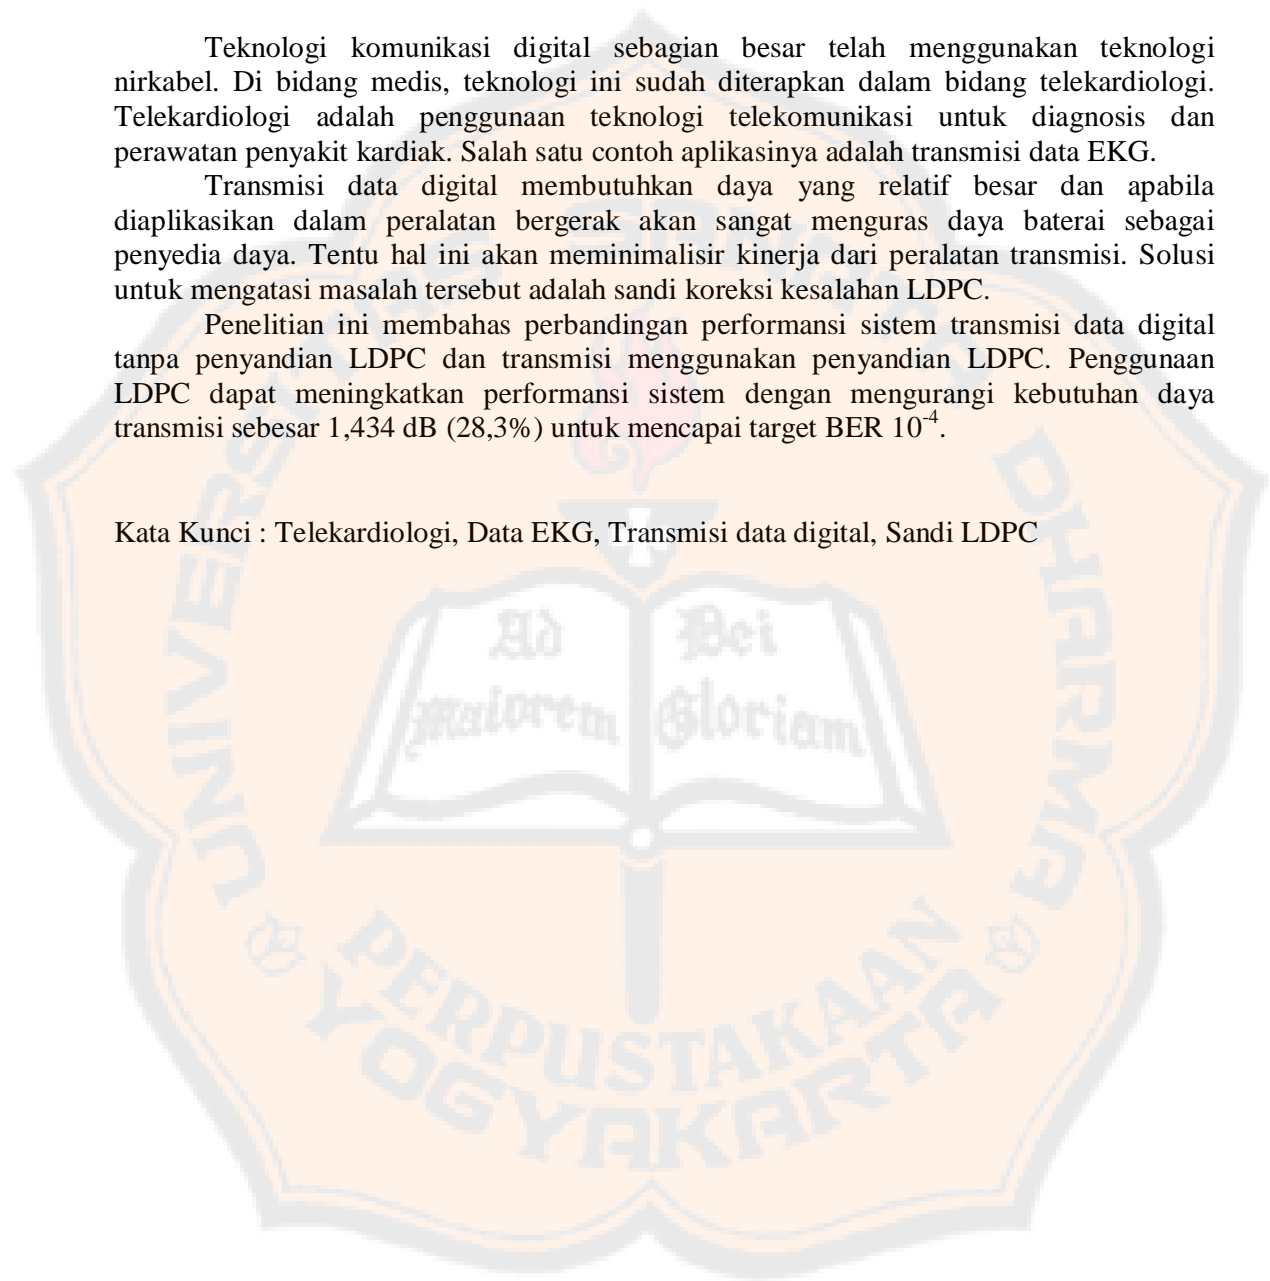 Teknologi komunikasi digital sebagian besar telah menggunakan teknologi
nirkabel. Di bidang medis, teknologi ini sudah diterapkan dalam bidang telekardiologi.
Telekardiologi adalah penggunaan teknologi telekomunikasi untuk diagnosis dan
perawatan penyakit kardiak. Salah satu contoh aplikasinya adalah transmisi data EKG.
Transmisi data digital membutuhkan daya yang relatif besar dan apabila
diaplikasikan dalam peralatan bergerak akan sangat menguras daya baterai sebagai
penyedia daya. Tentu hal ini akan meminimalisir kinerja dari peralatan transmisi. Solusi
untuk mengatasi masalah tersebut adalah sandi koreksi kesalahan LDPC.
Penelitian ini membahas perbandingan performansi sistem transmisi data digital
tanpa penyandian LDPC dan transmisi menggunakan penyandian LDPC. Penggunaan
LDPC dapat meningkatkan performansi sistem dengan mengurangi kebutuhan daya
transmisi sebesar 1,434 dB (28,3%) untuk mencapai target BER 10⁻⁴.
Kata Kunci : Telekardiologi, Data EKG, Transmisi data digital, Sandi LDPC
UNIVERSITAS SANATA DHARMA
Ad Dei
maiorem Gloriam
PERPUSTAKAAN
YOGYAKARTA